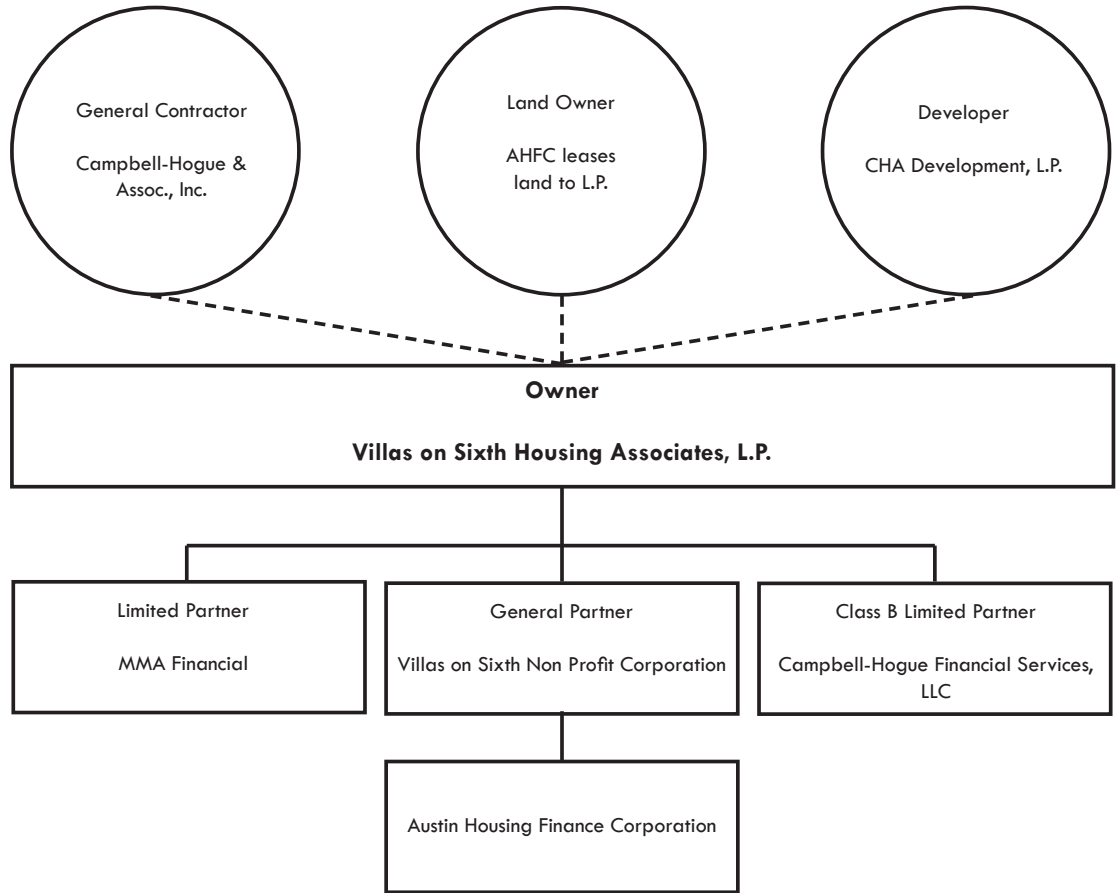 General Contractor
Campbell-Hogue &
Assoc., Inc.
Land Owner
AHFC leases
land to L.P.
Developer
CHA Development, L.P.
Owner
Villas on Sixth Housing Associates, L.P.
Limited Partner
MMA Financial
General Partner
Villas on Sixth Non Profit Corporation
Class B Limited Partner
Campbell-Hogue Financial Services,
LLC
Austin Housing Finance Corporation